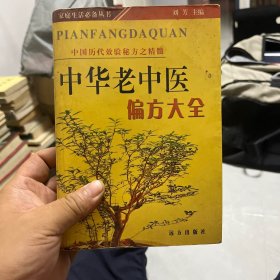 家庭生活必备丛书
刘芳 主编
PIANFANGDAQUAN
中国历代效验秘方之精髓
中华老中医
偏方大全
远方出版社